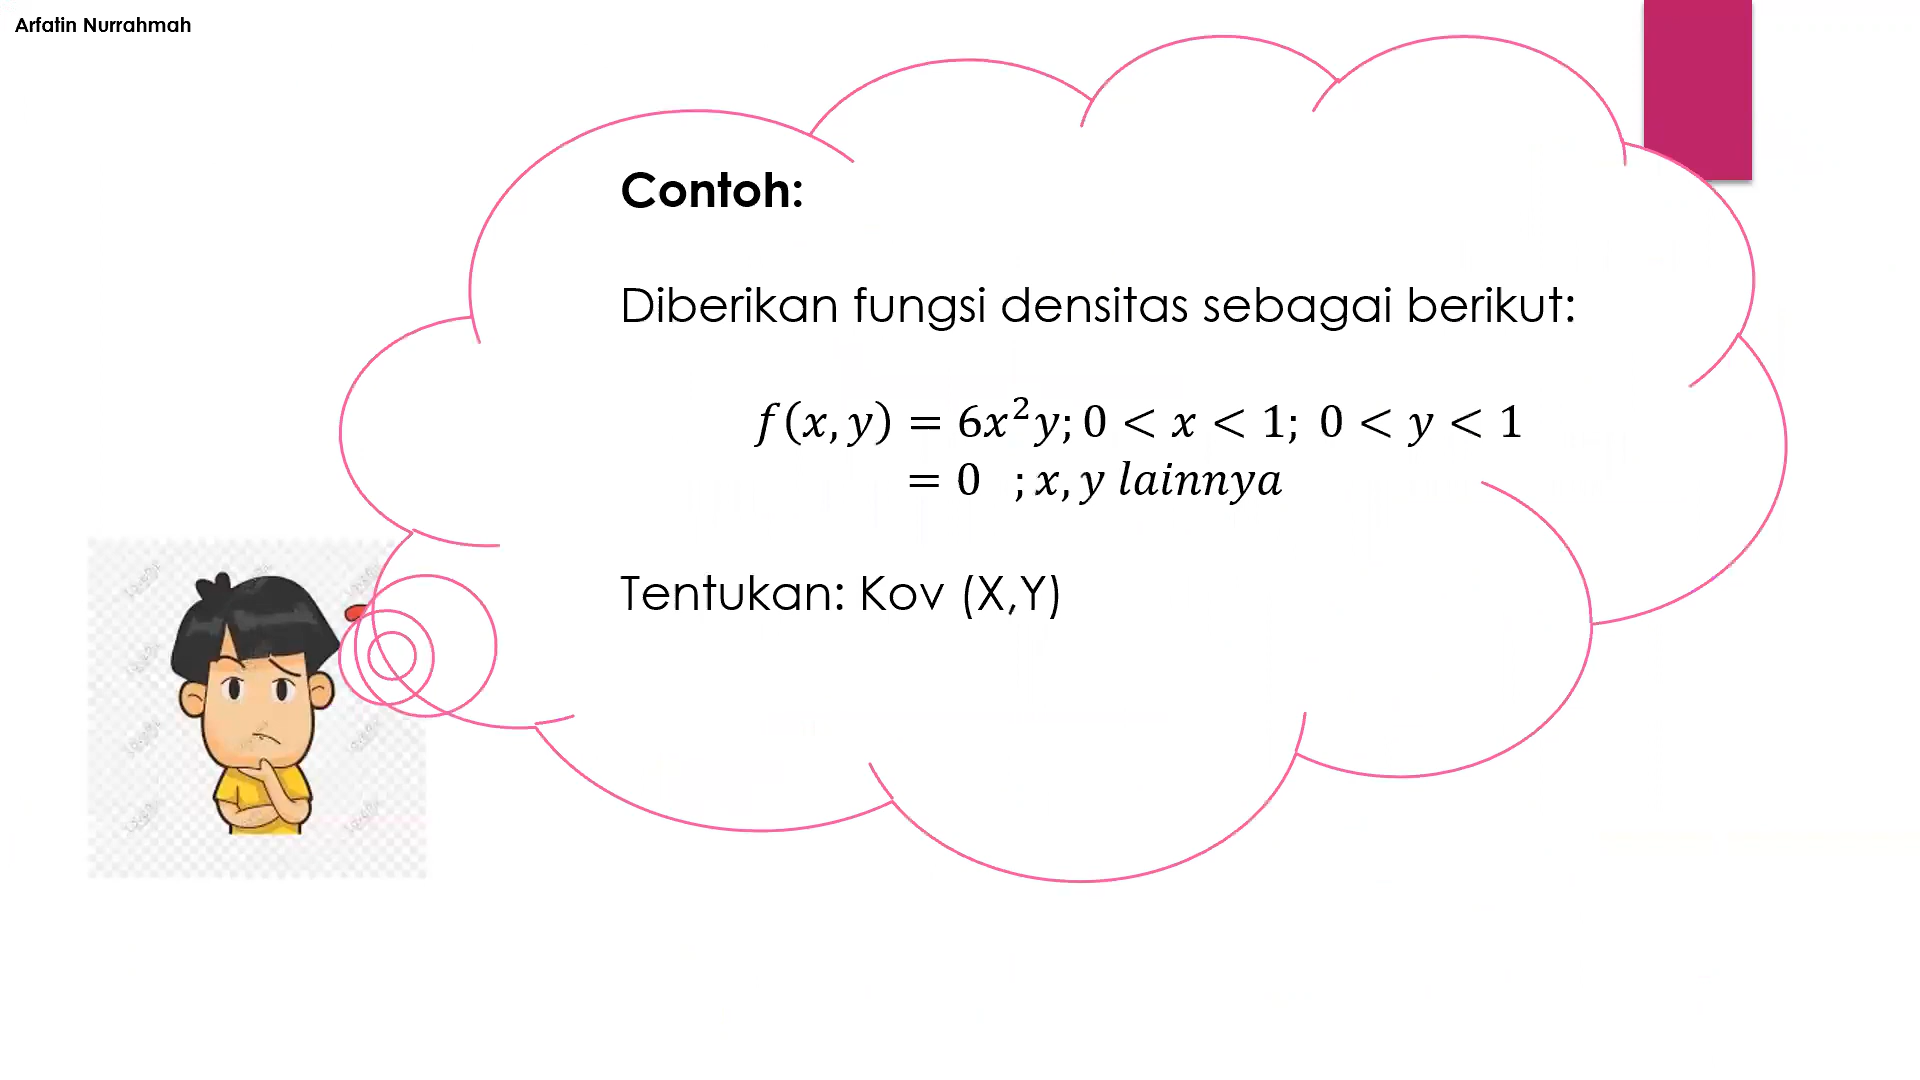 Arfatin Nurrahmah
Contoh:
Diberikan fungsi densitas sebagai berikut:
f(x, y) = 6x²y; 0 < x < 1; 0 < y < 1
= 0 ; x, y lainnya
Tentukan: Kov (X,Y)